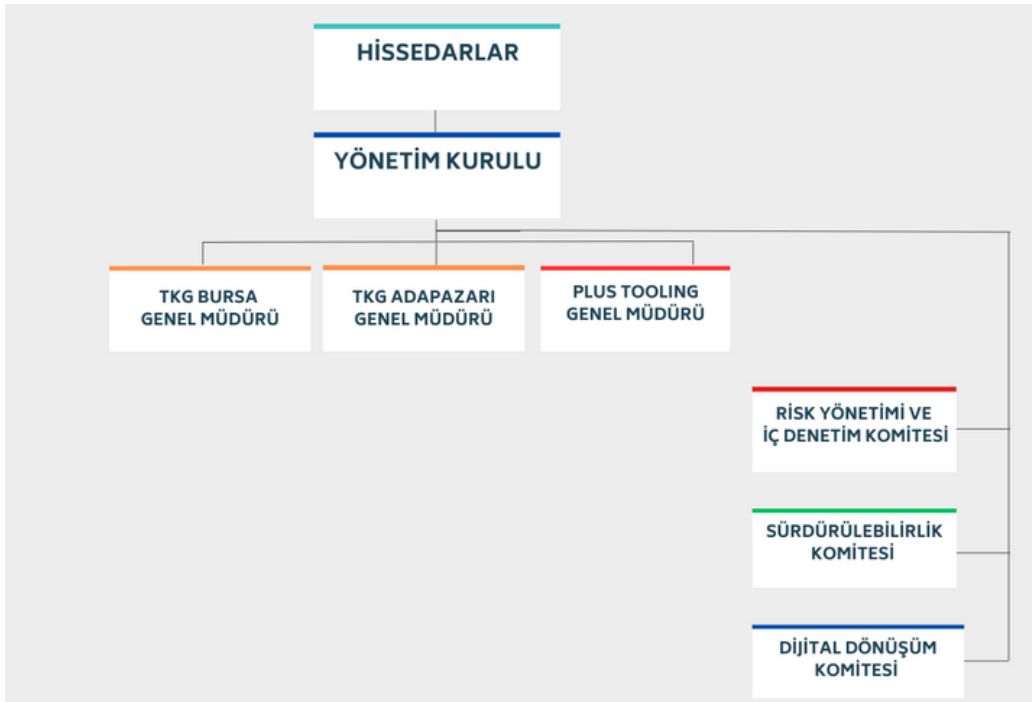 HİSSEDARLAR
YÖNETİM KURULU
TKG BURSA
GENEL MÜDÜRÜ
TKG ADAPAZARI
GENEL MÜDÜRÜ
PLUS TOOLING
GENEL MÜDÜRÜ
RİSK YÖNETİMİ VE
İÇ DENETİM KOMİTESİ
SÜRDÜRÜLEBİLİRLİK
KOMİTESİ
DİJİTAL DÖNÜŞÜM
KOMİTESİ